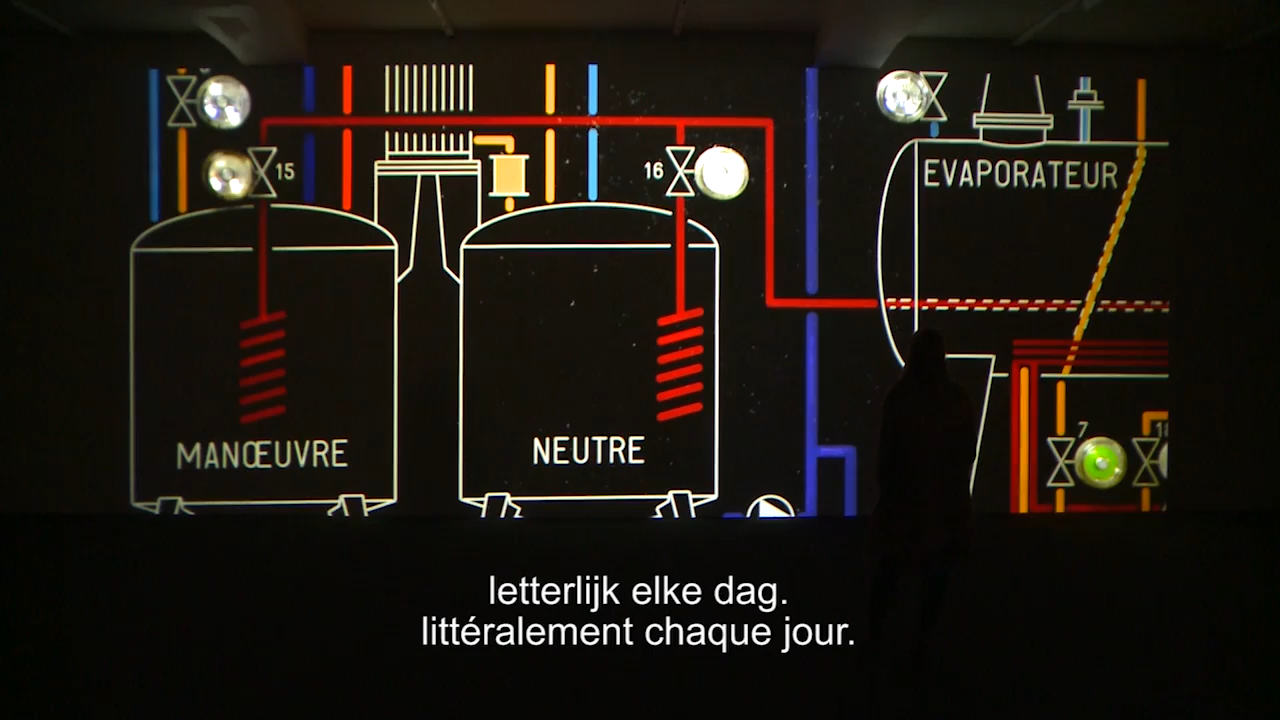 15
16
EVAPORATEUR
MANŒUVRE
NEUTRE
7
letterlijk elke dag.
littéralement chaque jour.